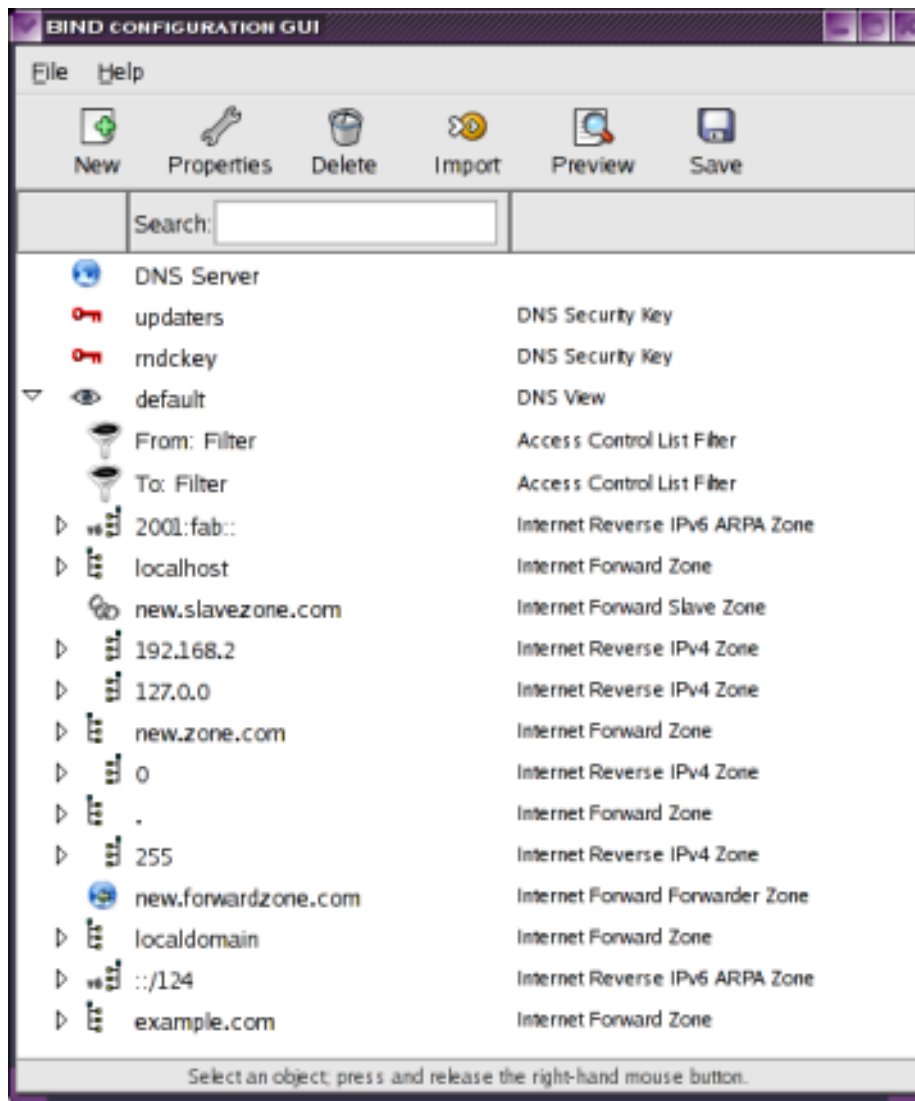 BIND CONFIGURATION GUI
File Help
New Properties Delete Import Preview Save
Search:
DNS Server
updaters DNS Security Key
rndckey DNS Security Key
default DNS View
From: Filter Access Control List Filter
To: Filter Access Control List Filter
v6 2001:fab:: Internet Reverse IPv6 ARPA Zone
localhost Internet Forward Zone
new.slavezone.com Internet Forward Slave Zone
192.168.2 Internet Reverse IPv4 Zone
127.0.0 Internet Reverse IPv4 Zone
new.zone.com Internet Forward Zone
0 Internet Reverse IPv4 Zone
. Internet Forward Zone
255 Internet Reverse IPv4 Zone
new.forwardzone.com Internet Forward Forwarder Zone
localdomain Internet Forward Zone
v6 ::/124 Internet Reverse IPv6 ARPA Zone
example.com Internet Forward Zone
Select an object; press and release the right-hand mouse button.